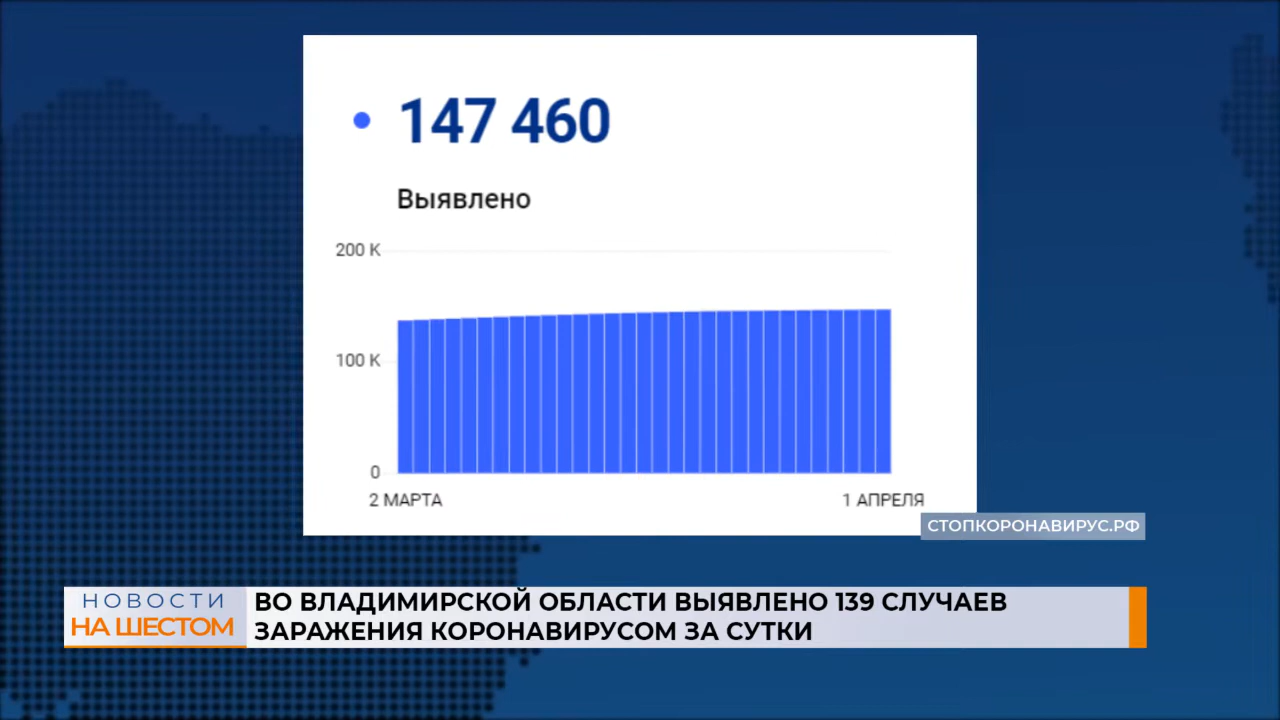 147 460
Выявлено
200 K
100 K
0
2 МАРТА
1 АПРЕЛЯ
СТОПКОРОНАВИРУС.РФ
НОВОСТИ
НА ШЕСТОМ
ВО ВЛАДИМИРСКОЙ ОБЛАСТИ ВЫЯВЛЕНО 139 СЛУЧАЕВ
ЗАРАЖЕНИЯ КОРОНАВИРУСОМ ЗА СУТКИ